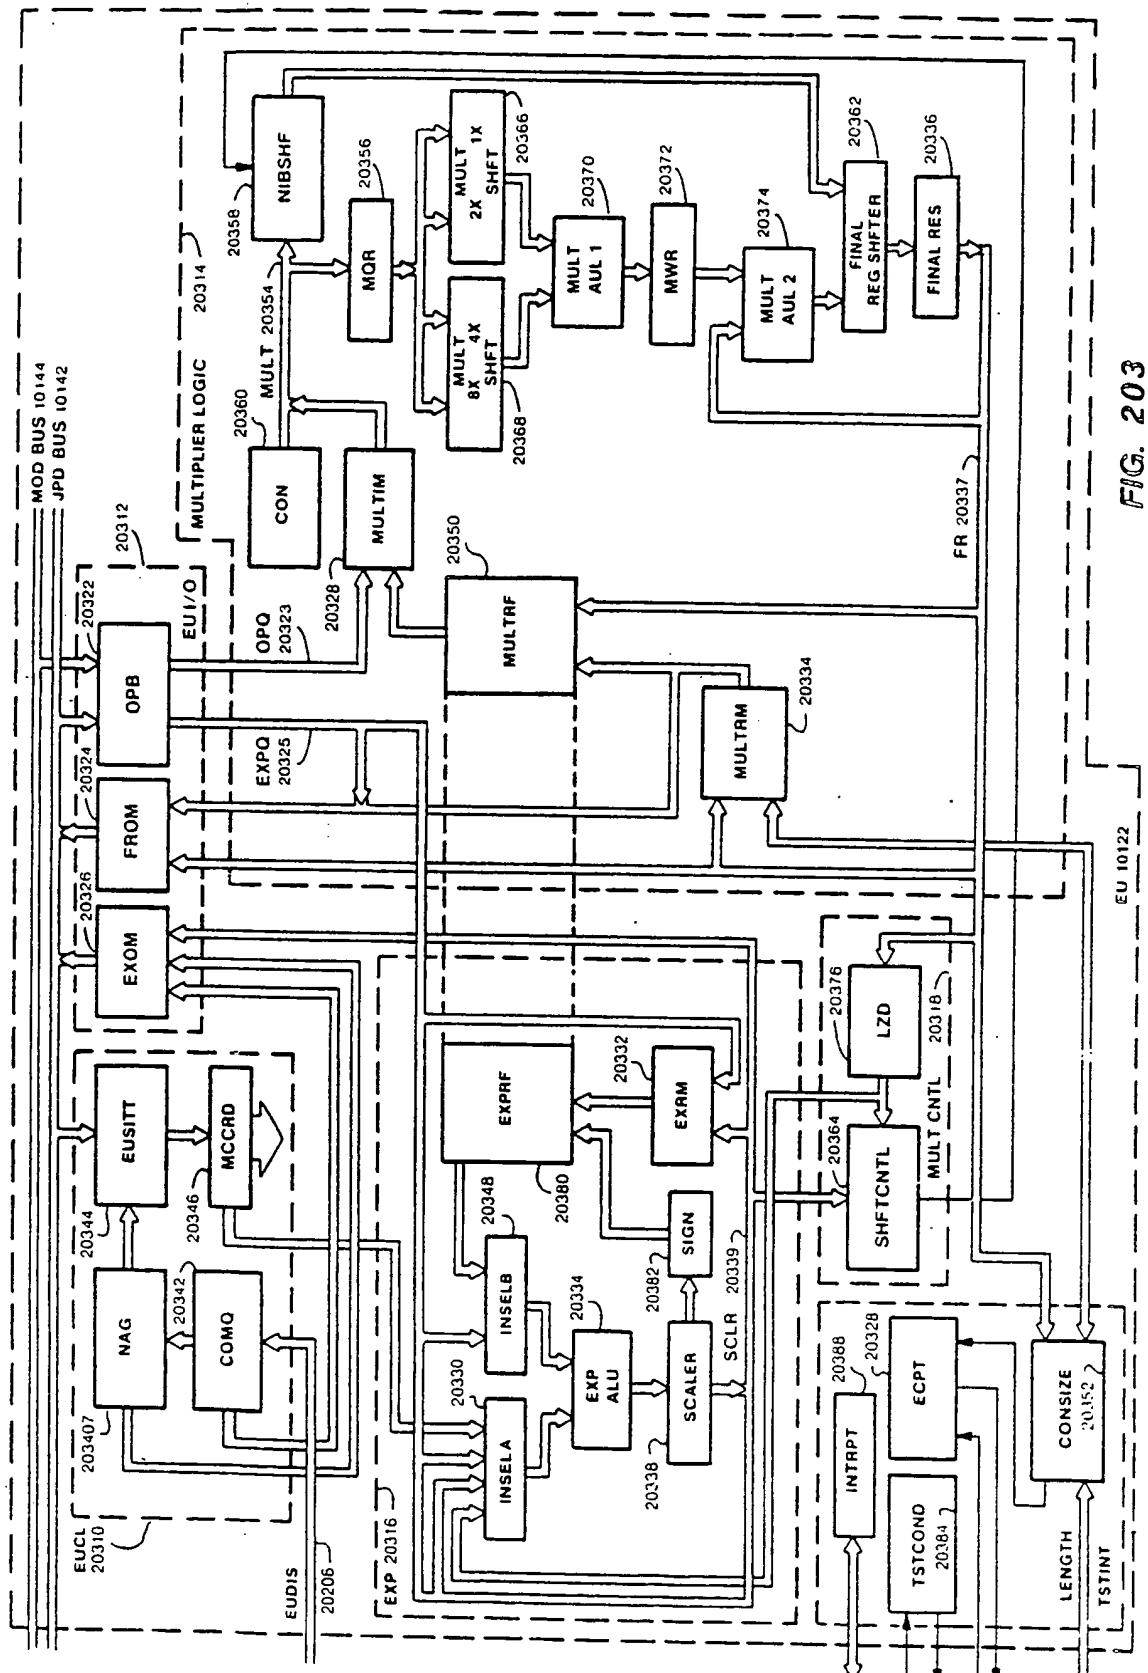 MOD BUS 10144
JPD BUS 10142
EUCL
20310
203407
NAG
20344
EUSITT
20342
COMQ
20346
MCCRD
EUDIS
20206
20326
EXOM
20324
FROM
20322
OPB
20312
EU I/O
EXPQ
20325
OPQ
20323
MULTIPLIER LOGIC
20314
20360
CON
MULT 20354
20358
NIBSHF
20328
MULTIM
MQR
20356
MULT
8X 4X
SHFT
20368
MULT
2X 1X
SHFT
20366
MULT
AUL 1
20370
MWR
20372
MULT
AUL 2
20374
FINAL
REG SHFTER
20362
FINAL RES
20336
FR 20337
MULTRF
20350
MULTRM
20334
EXP 20316
20330
INSELA
INSELB
20348
EXPRF
20380
EXRM
20332
EXP
ALU
20334
20338
SCALER
20382
SIGN
SCLR
20339
20364
SHFTCNTL
20376
LZD
MULT CNTL
20318
INTRPT
20388
TSTCOND
20384
ECPT
20328
CONSIZE
20352
LENGTH
TSTINT
EU 10122
FIG. 203